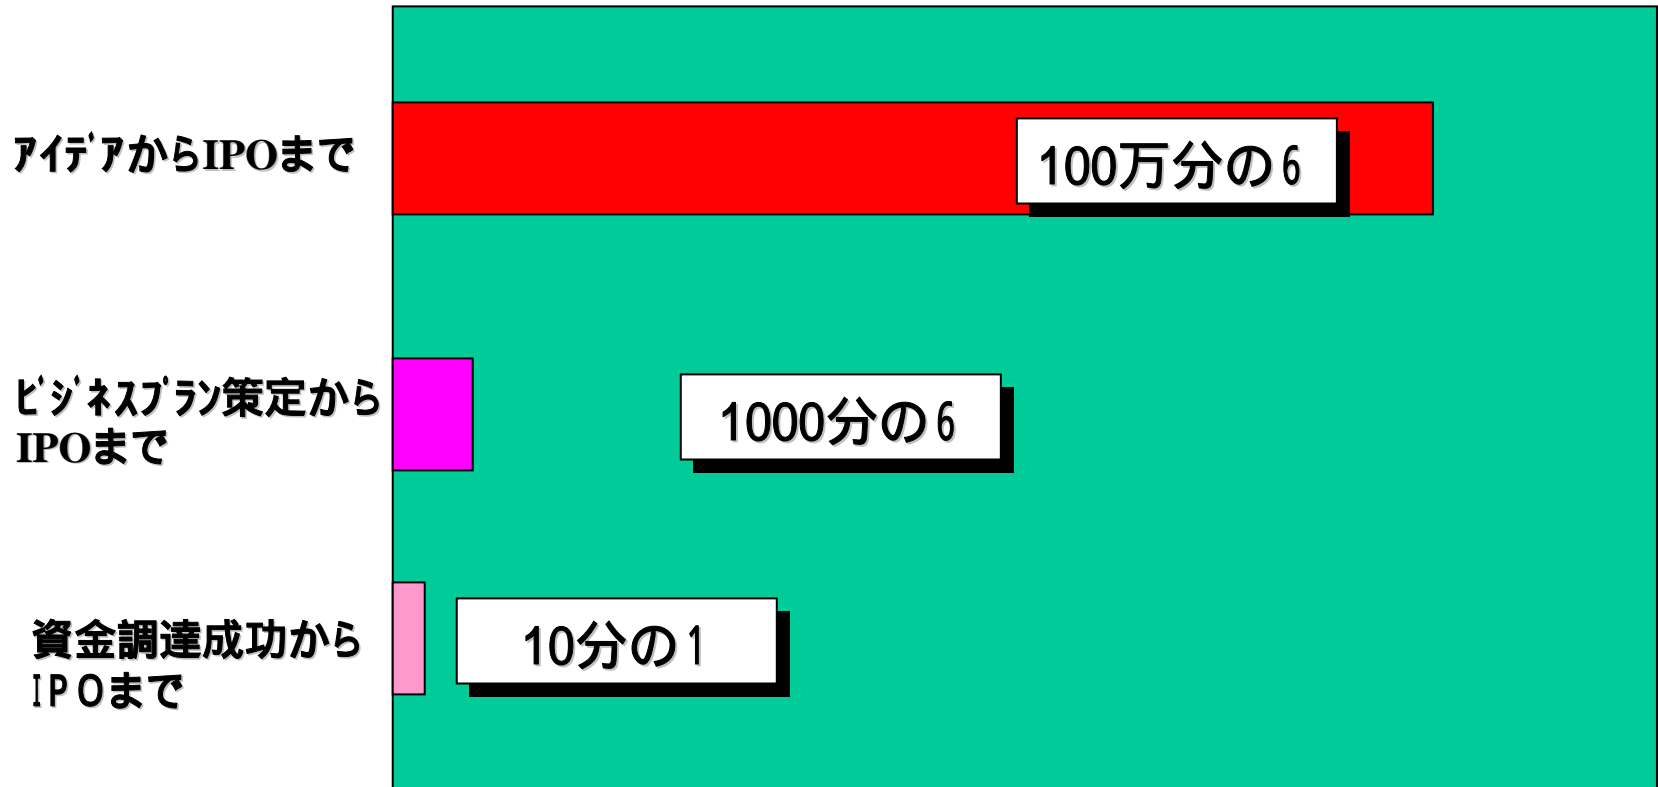 ｱｲﾃﾞｱからIPOまで
100万分の６
ﾋﾞｼﾞﾈｽﾌﾟﾗﾝ策定から
IPOまで
1000分の６
資金調達成功から
ＩＰＯまで
10分の１